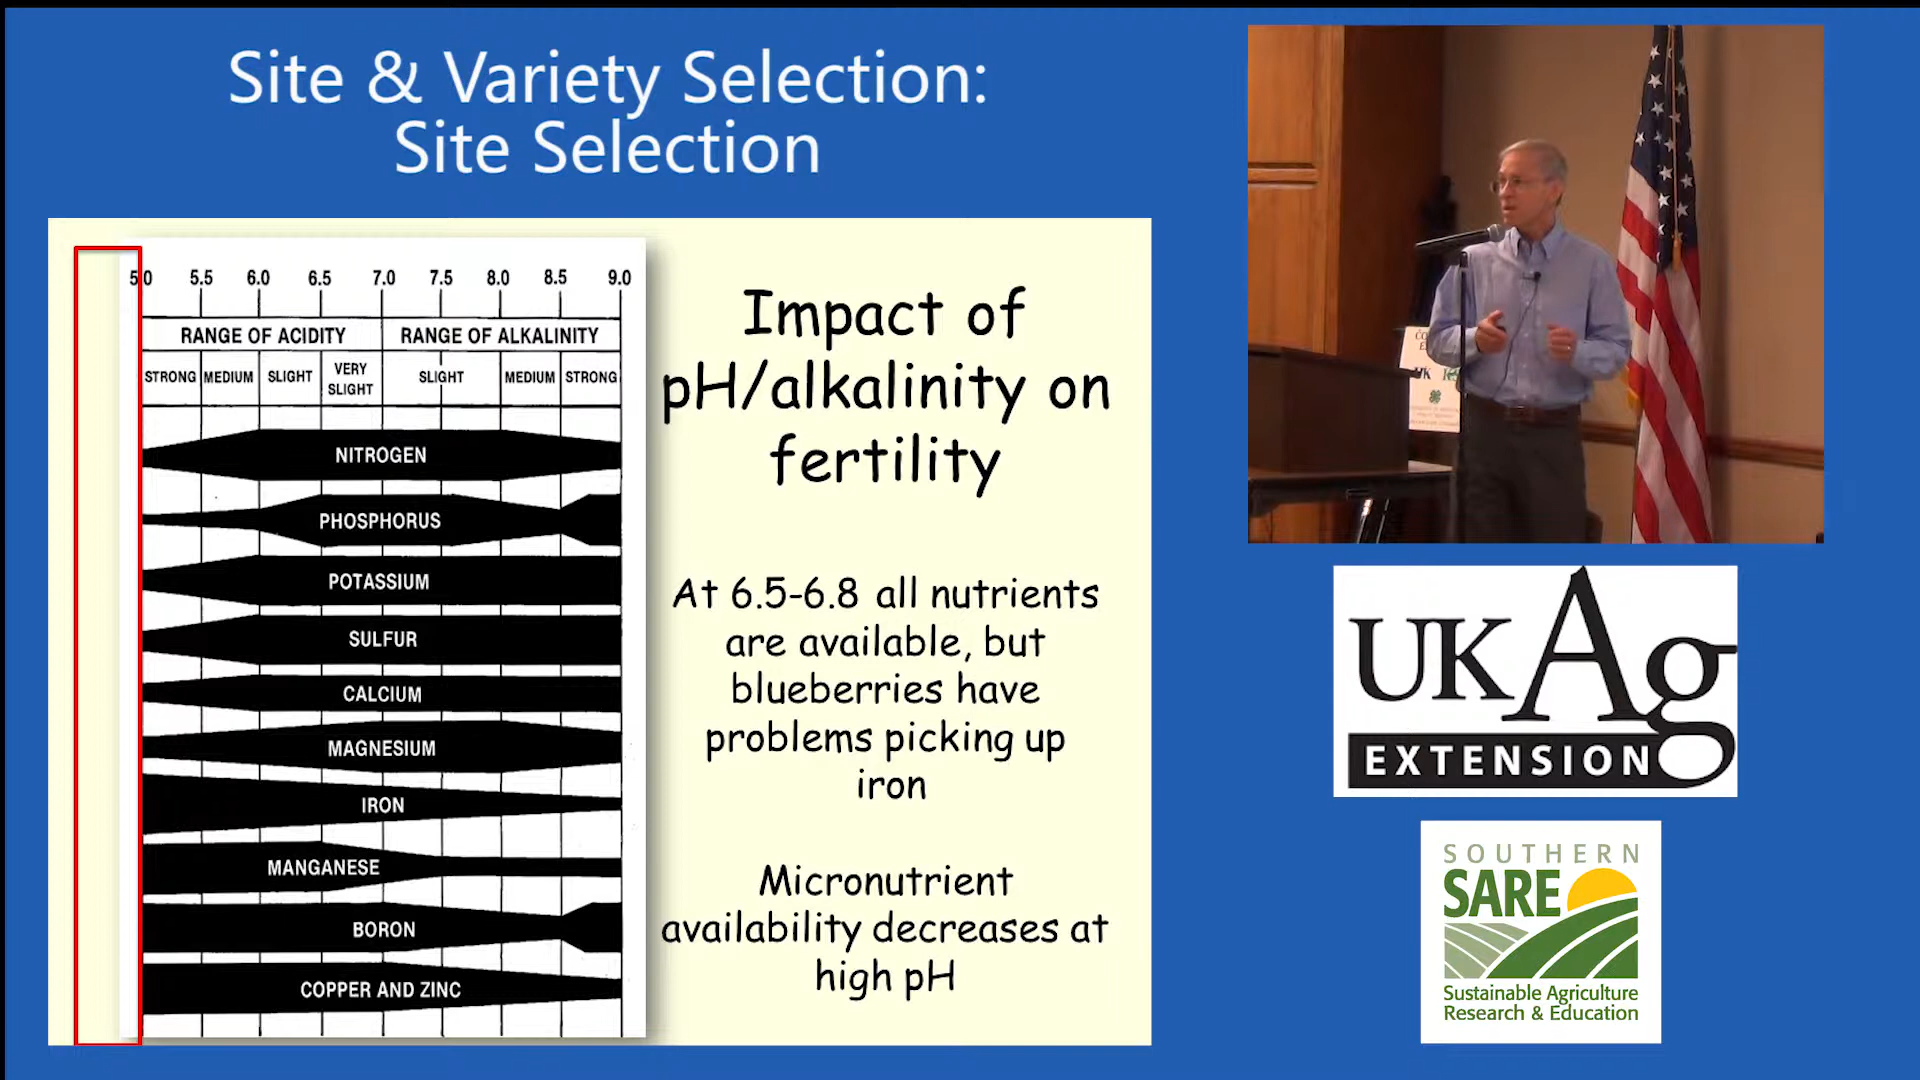 Site & Variety Selection:
Site Selection
5.0 5.5 6.0 6.5 7.0 7.5 8.0 8.5 9.0
RANGE OF ACIDITY RANGE OF ALKALINITY
STRONG MEDIUM SLIGHT VERY SLIGHT SLIGHT MEDIUM STRONG
NITROGEN
PHOSPHORUS
POTASSIUM
SULFUR
CALCIUM
MAGNESIUM
IRON
MANGANESE
BORON
COPPER AND ZINC
Impact of
pH/alkalinity on
fertility
At 6.5-6.8 all nutrients
are available, but
blueberries have
problems picking up
iron
Micronutrient
availability decreases at
high pH
UK
UKAg
EXTENSION
SOUTHERN
SARE
Sustainable Agriculture
Research & Education